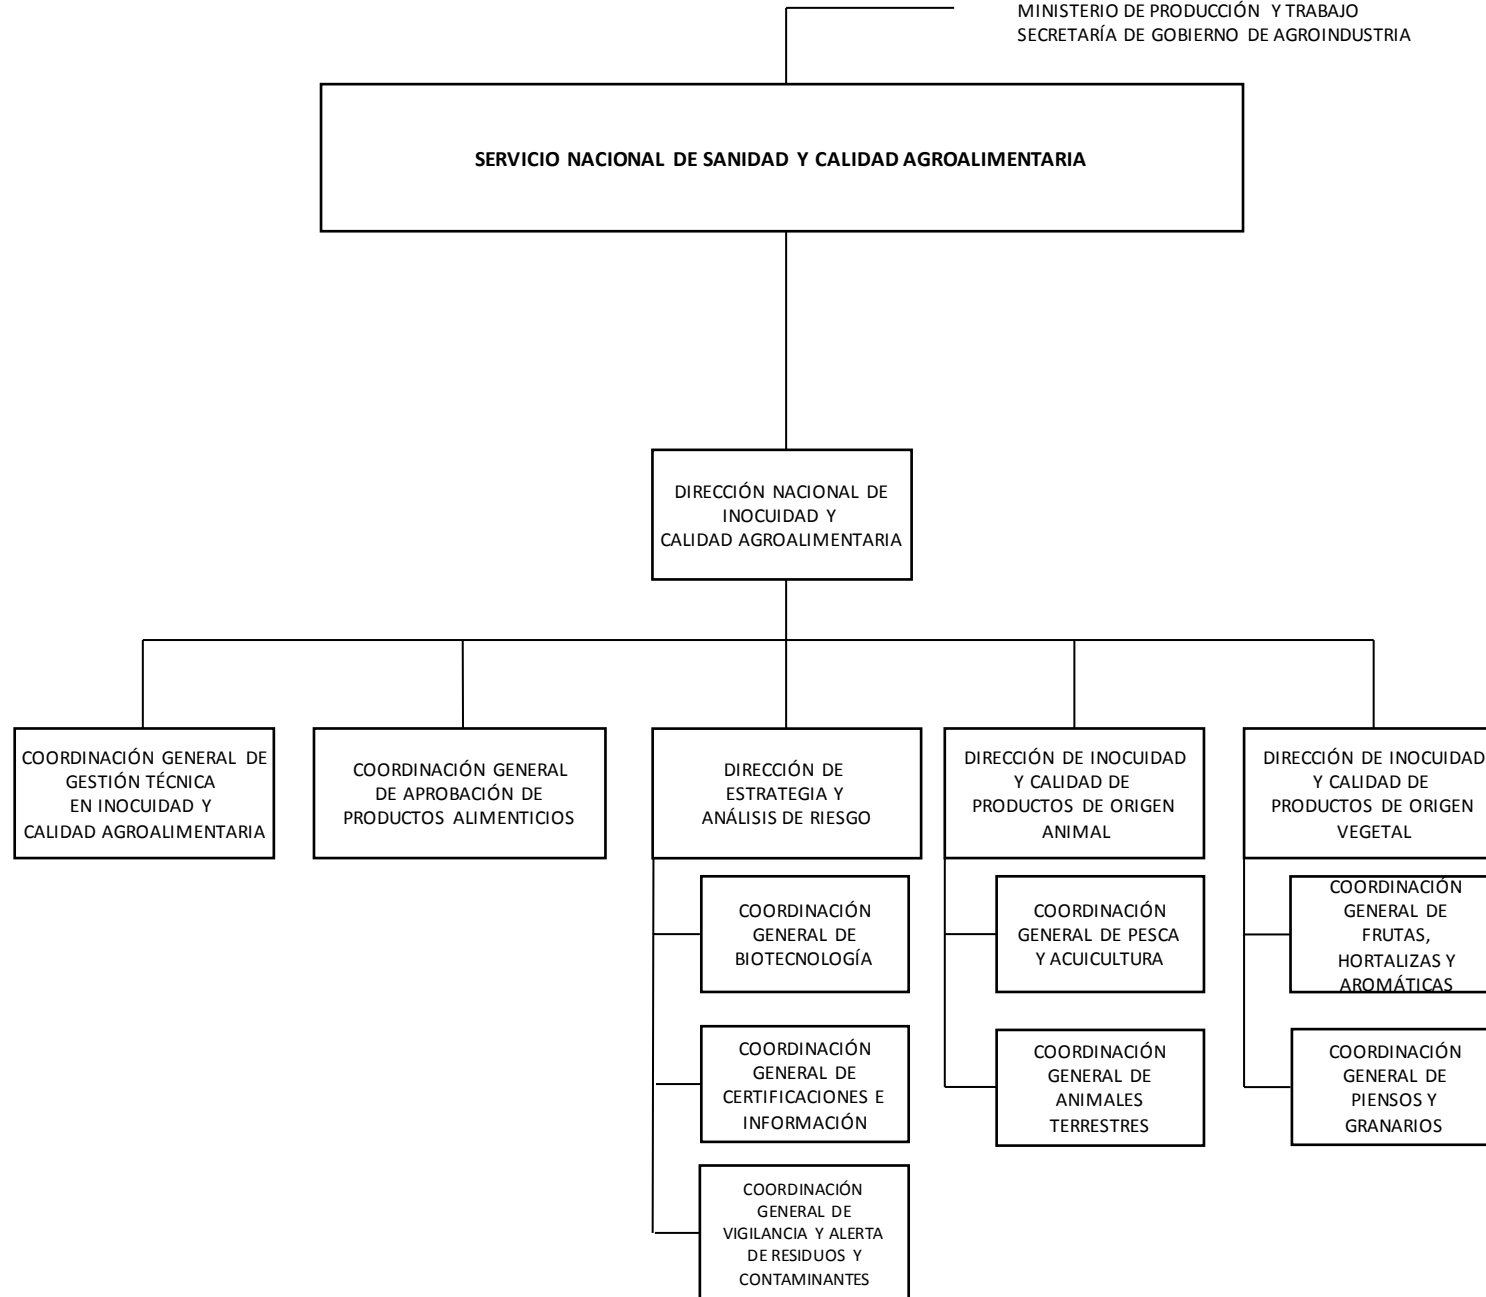 MINISTERIO DE PRODUCCIÓN Y TRABAJO
SECRETARÍA DE GOBIERNO DE AGROINDUSTRIA
SERVICIO NACIONAL DE SANIDAD Y CALIDAD AGROALIMENTARIA
DIRECCIÓN NACIONAL DE
INOCUIDAD Y
CALIDAD AGROALIMENTARIA
COORDINACIÓN GENERAL DE
GESTIÓN TÉCNICA
EN INOCUIDAD Y
CALIDAD AGROALIMENTARIA
COORDINACIÓN GENERAL
DE APROBACIÓN DE
PRODUCTOS ALIMENTICIOS
DIRECCIÓN DE
ESTRATEGIA Y
ANÁLISIS DE RIESGO
DIRECCIÓN DE INOCUIDAD
Y CALIDAD DE
PRODUCTOS DE ORIGEN
ANIMAL
DIRECCIÓN DE INOCUIDAD
Y CALIDAD DE
PRODUCTOS DE ORIGEN
VEGETAL
COORDINACIÓN
GENERAL DE
BIOTECNOLOGÍA
COORDINACIÓN
GENERAL DE PESCA
Y ACUICULTURA
COORDINACIÓN
GENERAL DE
FRUTAS,
HORTALIZAS Y
AROMÁTICAS
COORDINACIÓN
GENERAL DE
CERTIFICACIONES E
INFORMACIÓN
COORDINACIÓN
GENERAL DE
ANIMALES
TERRESTRES
COORDINACIÓN
GENERAL DE
PIENSOS Y
GRANARIOS
COORDINACIÓN
GENERAL DE
VIGILANCIA Y ALERTA
DE RESIDUOS Y
CONTAMINANTES